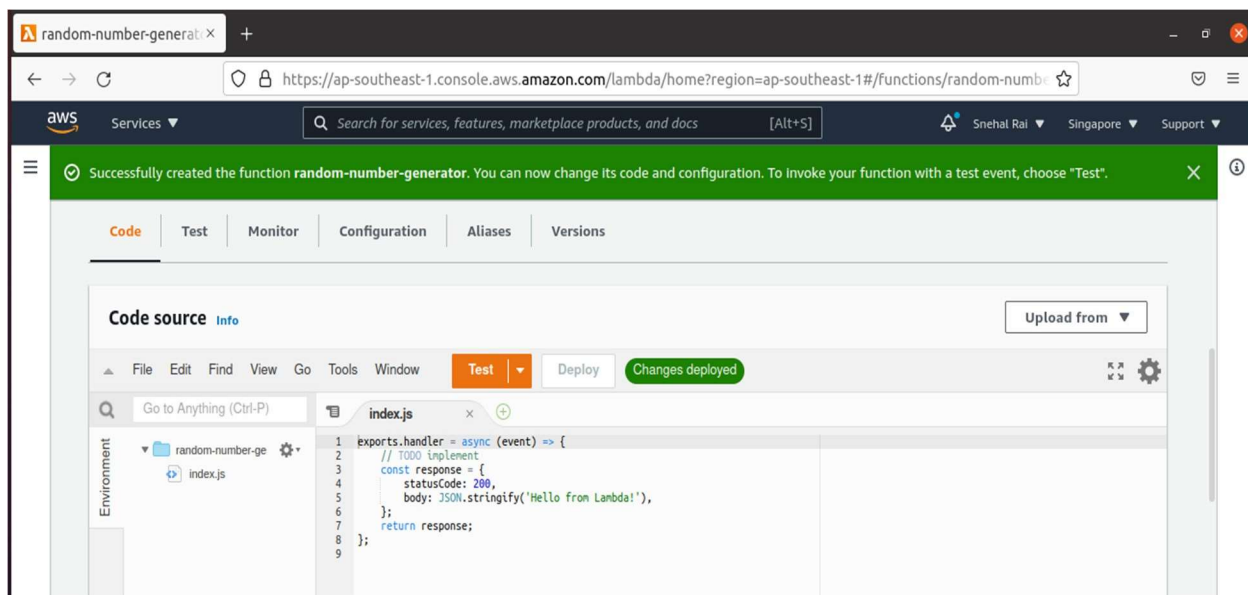 random-number-generatc
https://ap-southeast-1.console.aws.amazon.com/lambda/home?region=ap-southeast-1#/functions/random-numbe
aws Services ▼ Search for services, features, marketplace products, and docs [Alt+S] Snehal Rai ▼ Singapore ▼ Support ▼
Successfully created the function random-number-generator. You can now change its code and configuration. To invoke your function with a test event, choose "Test".
Code Test Monitor Configuration Aliases Versions
Code source Info Upload from ▼
File Edit Find View Go Tools Window Test Deploy Changes deployed
Go to Anything (Ctrl-P) index.js
Environment
random-number-ge
index.js
1 exports.handler = async (event) => {
2 // TODO implement
3 const response = {
4 statusCode: 200,
5 body: JSON.stringify('Hello from Lambda!'),
6 };
7 return response;
8 };
9